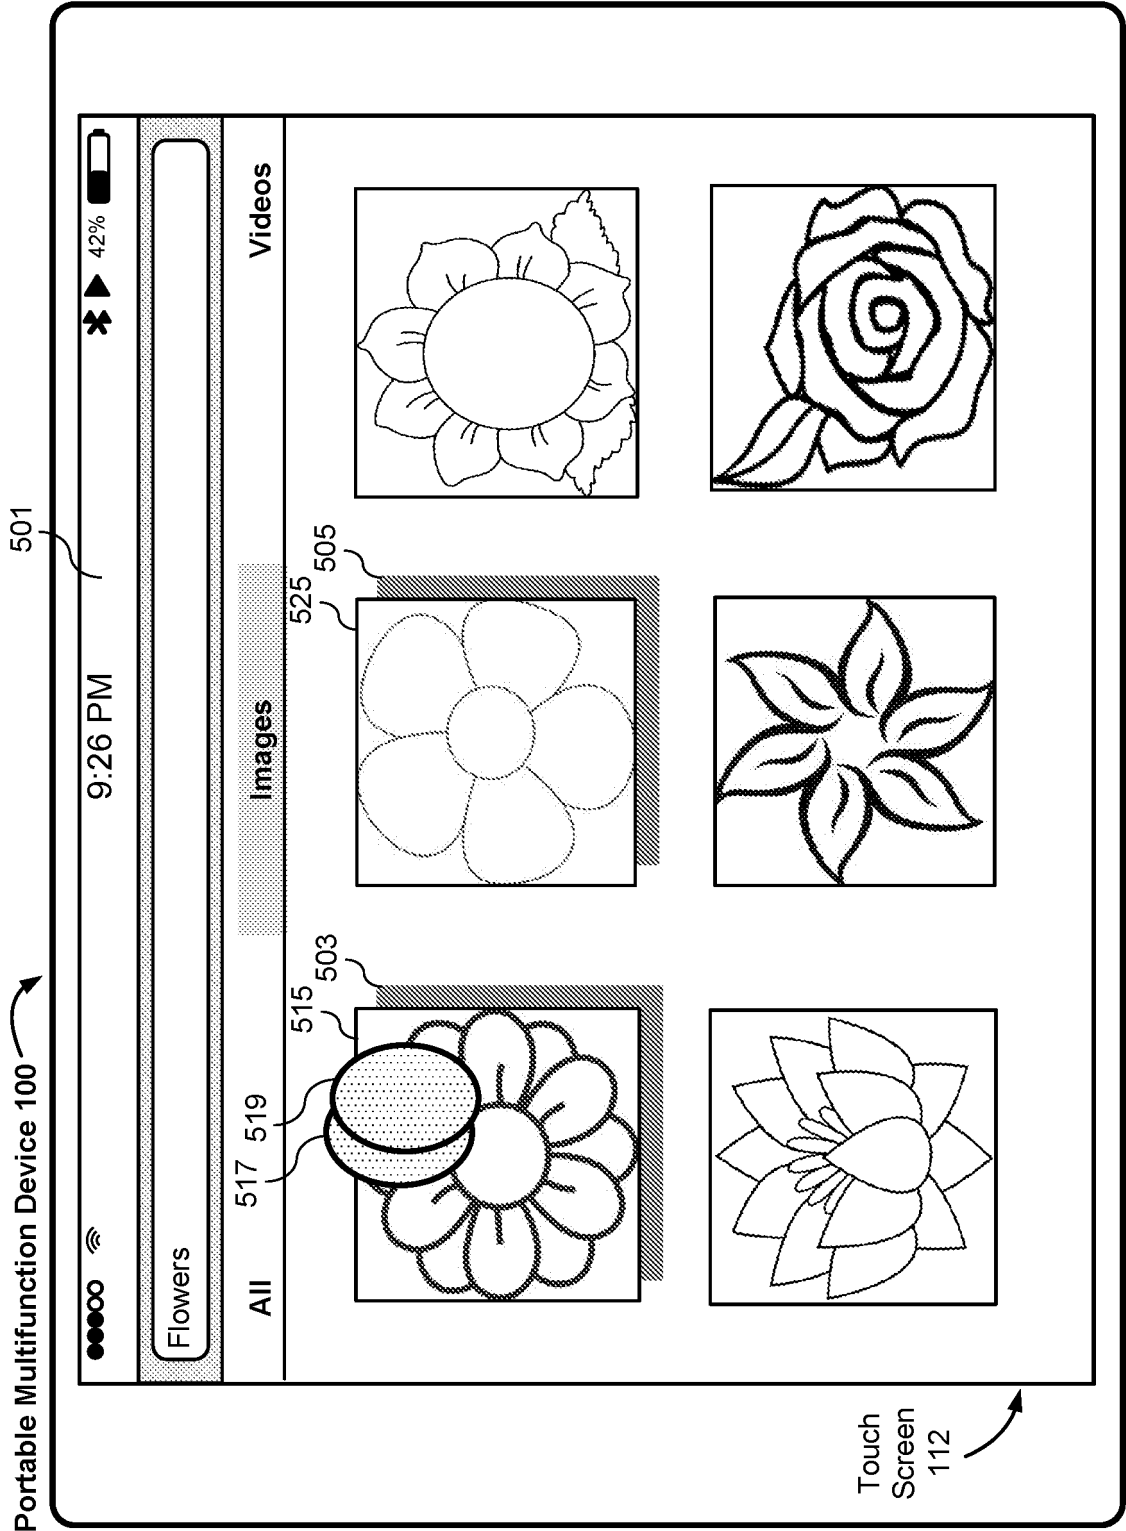 Portable Multifunction Device 100
501
9:26 PM
42%
Flowers
All
Images
Videos
517
519
515
503
525
505
Touch
Screen
112